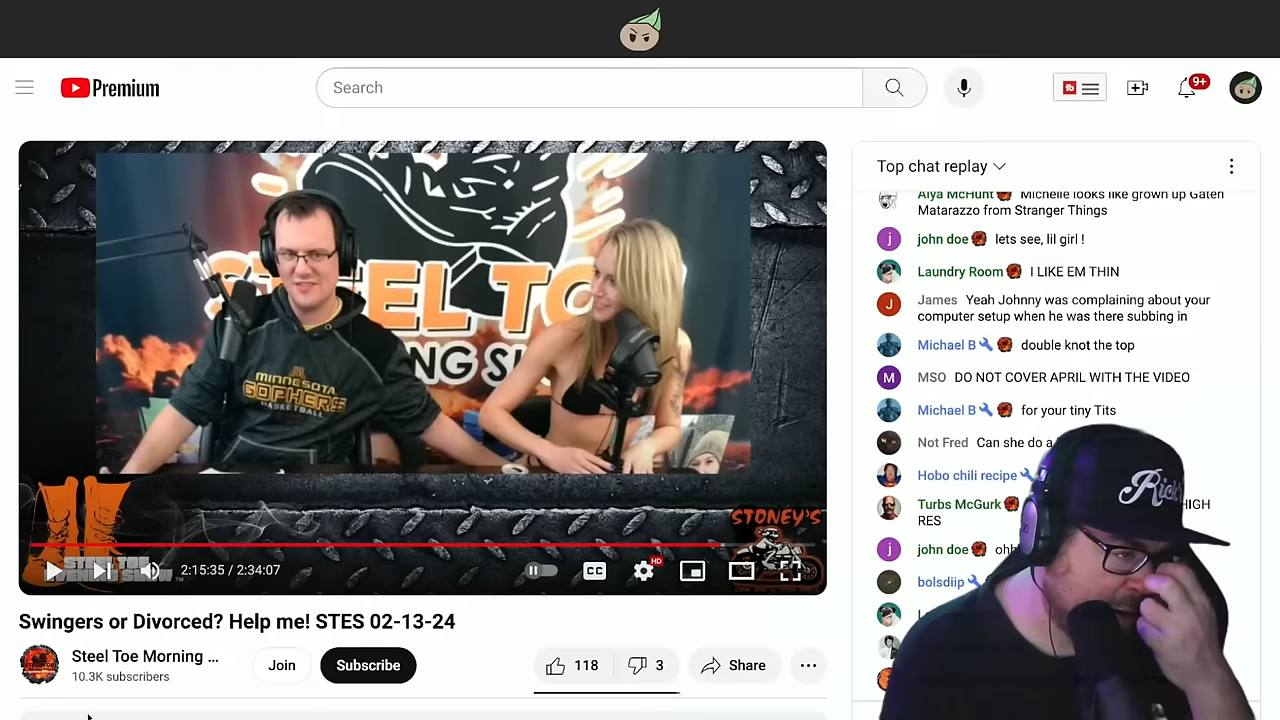 Premium
Search
9+
Top chat replay
Alya McHunt Michelle looks like grown up Gaten
Matarazzo from Stranger Things
john doe lets see, lil girl !
Laundry Room I LIKE EM THIN
James Yeah Johnny was complaining about your
computer setup when he was there subbing in
Michael B double knot the top
MSO DO NOT COVER APRIL WITH THE VIDEO
Michael B for your tiny Tits
Not Fred Can she do a
Hobo chili recipe
Turbs McGurk HIGH
RES
john doe ohh
bolsdiip
STEEL TO
NG S
MINNESOTA
GOPHERS
BASKETBALL
STONEY'S
2:15:35 / 2:34:07
CC
HD
Swingers or Divorced? Help me! STES 02-13-24
Steel Toe Morning ...
10.3K subscribers
Join
Subscribe
118
3
Share